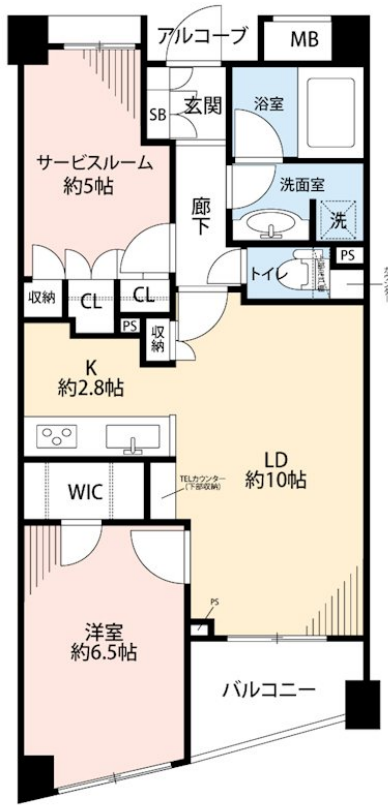 アルコーブ
MB
SB
玄関
浴室
サービスルーム
約5帖
廊下
洗面室
洗
トイレ
PS
収納
CL
CL
PS
収納
K
約2.8帖
LD
約10帖
WIC
TELカウンター
(下部収納)
洋室
約6.5帖
PS
バルコニー